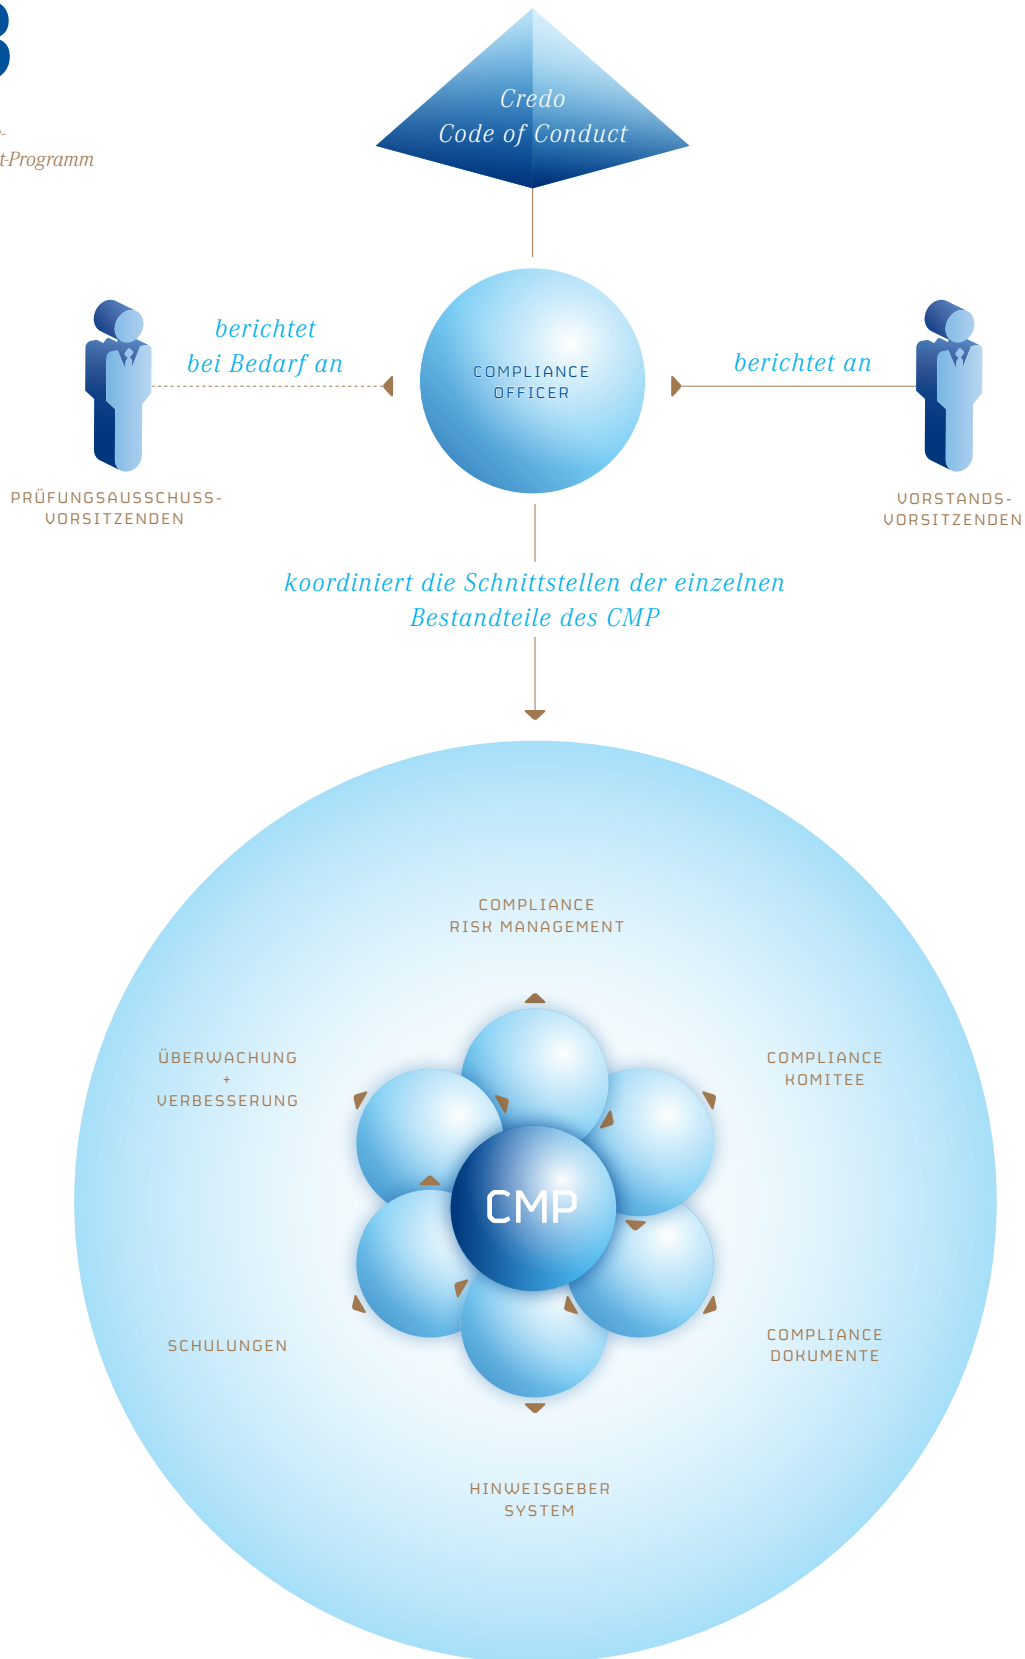 t-Programm
Credo
Code of Conduct
berichtet
bei Bedarf an
COMPLIANCE
OFFICER
berichtet an
PRÜFUNGSAUSSCHUSS-
VORSITZENDEN
VORSTANDS-
VORSITZENDEN
koordiniert die Schnittstellen der einzelnen
Bestandteile des CMP
COMPLIANCE
RISK MANAGEMENT
ÜBERWACHUNG
+
VERBESSERUNG
COMPLIANCE
KOMITEE
CMP
SCHULUNGEN
COMPLIANCE
DOKUMENTE
HINWEISGEBER
SYSTEM